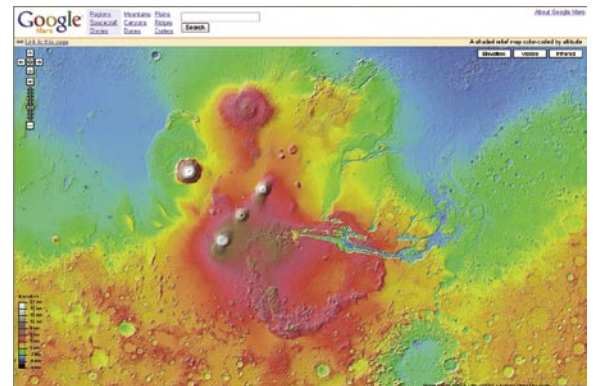 Google
Mars
Regions Mountains Plains
Spacecraft Canyons Ridges
Stories Dunes Craters
Search
About Google Mars
Link to this page
A shaded relief map color-coded by altitude
Elevation Visible Infrared